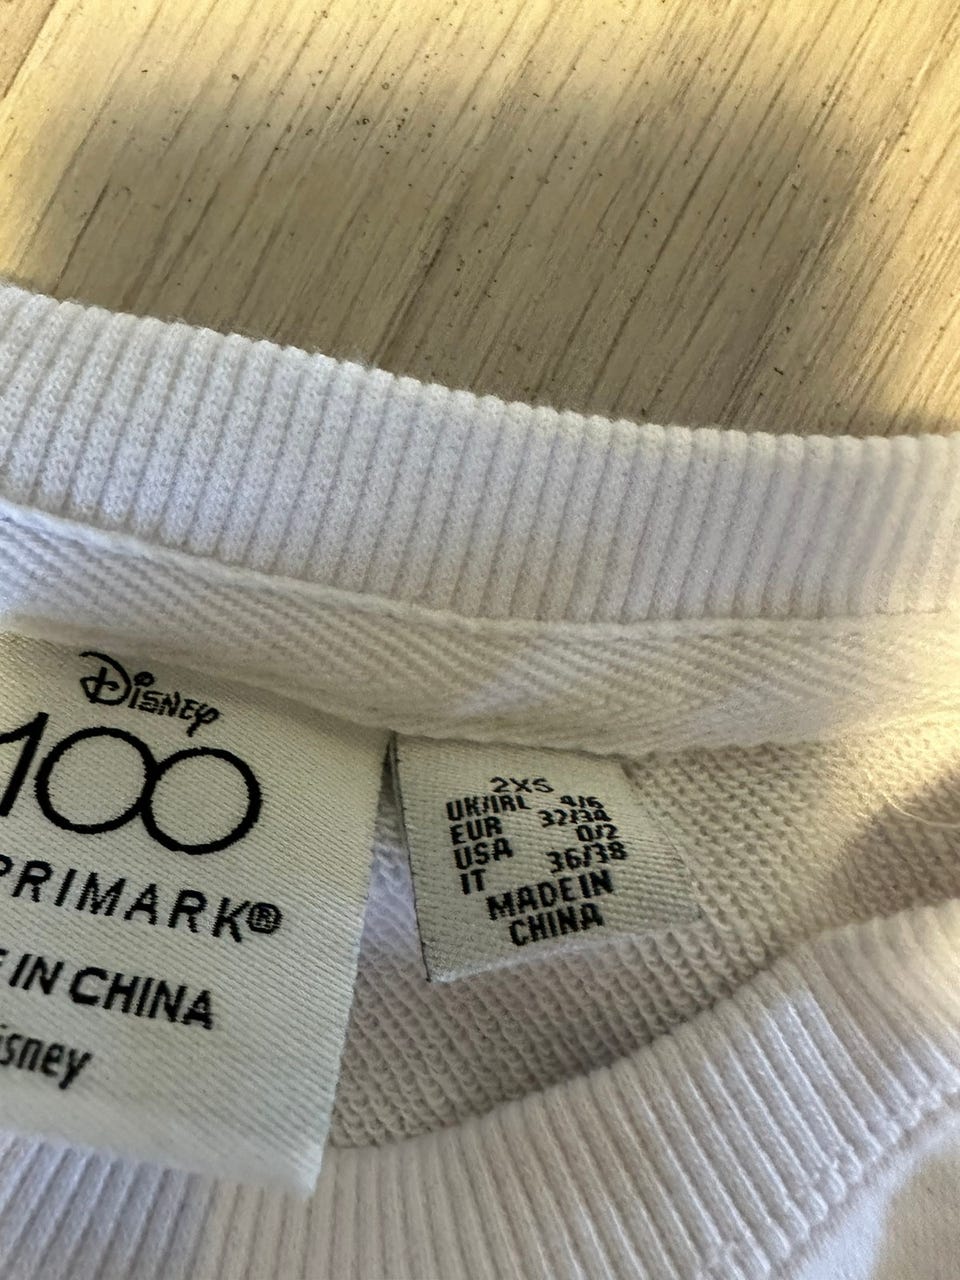 Disney
100
PRIMARK®
E IN CHINA
isney
2XS
UK/IRL 4/6
EUR 32/34
USA 0/2
IT 36/38
MADE IN
CHINA